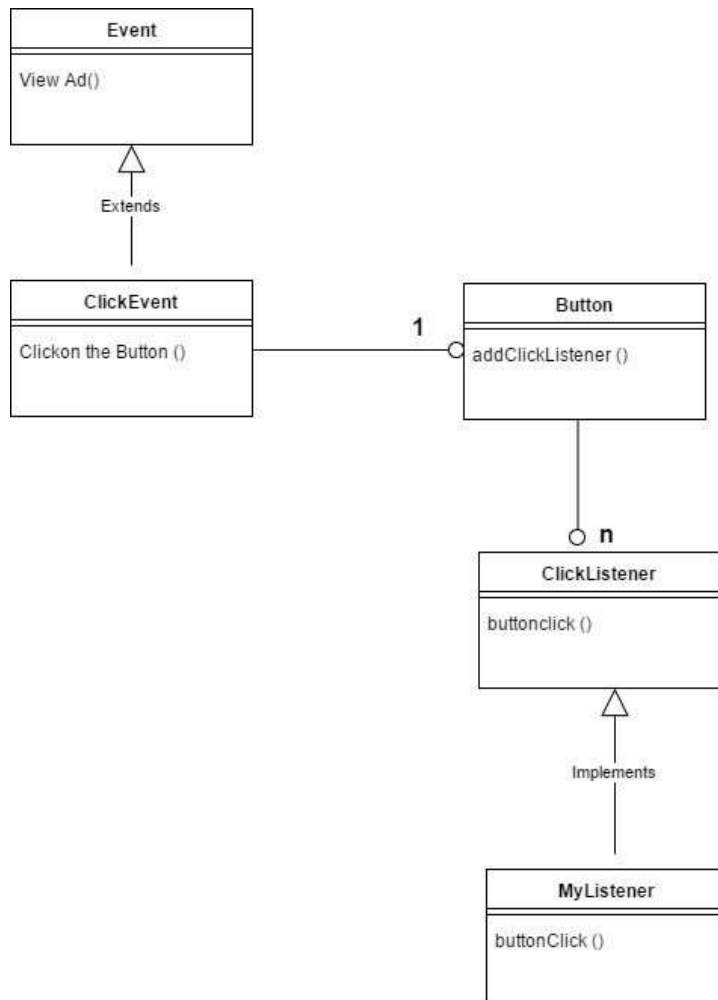 Event
View Ad()
Extends
ClickEvent
Clickon the Button ()
1
Button
addClickListener ()
n
ClickListener
buttonclick ()
Implements
MyListener
buttonClick ()